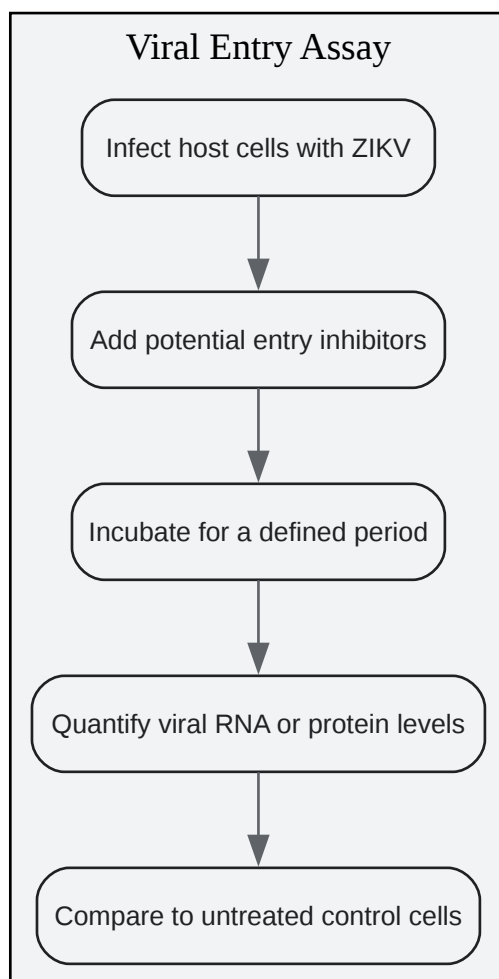 Viral Entry Assay
Infect host cells with ZIKV
Add potential entry inhibitors
Incubate for a defined period
Quantify viral RNA or protein levels
Compare to untreated control cells